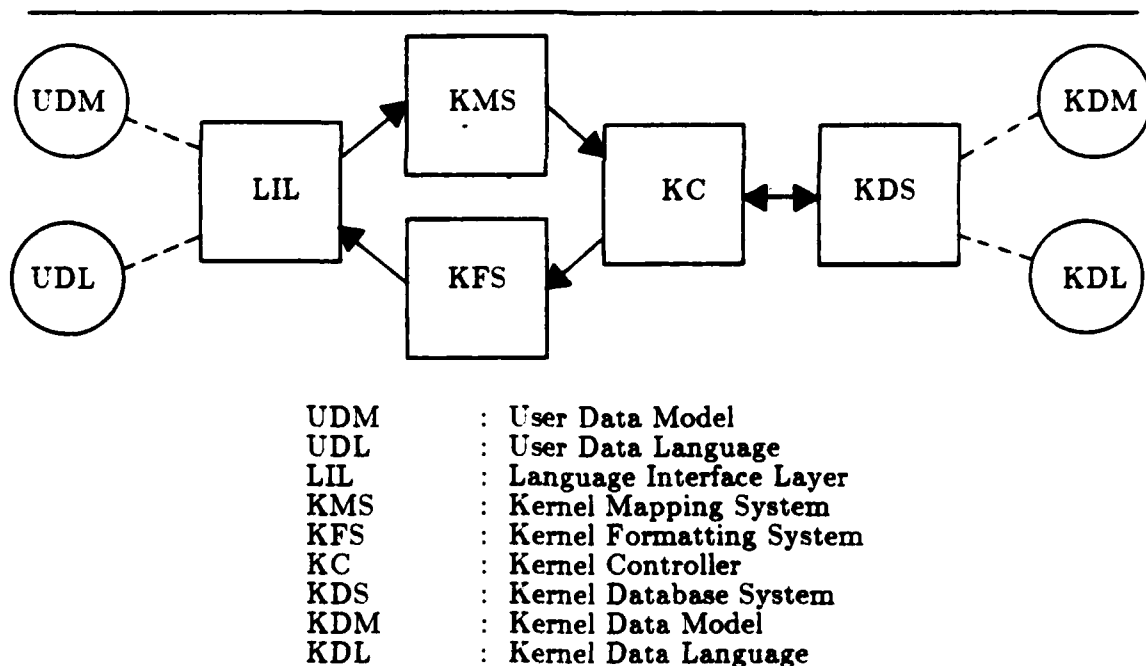 UDM
KMS
KDM
LIL
KC
KDS
UDL
KFS
KDL
UDM : User Data Model
UDL : User Data Language
LIL : Language Interface Layer
KMS : Kernel Mapping System
KFS : Kernel Formatting System
KC : Kernel Controller
KDS : Kernel Database System
KDM : Kernel Data Model
KDL : Kernel Data Language